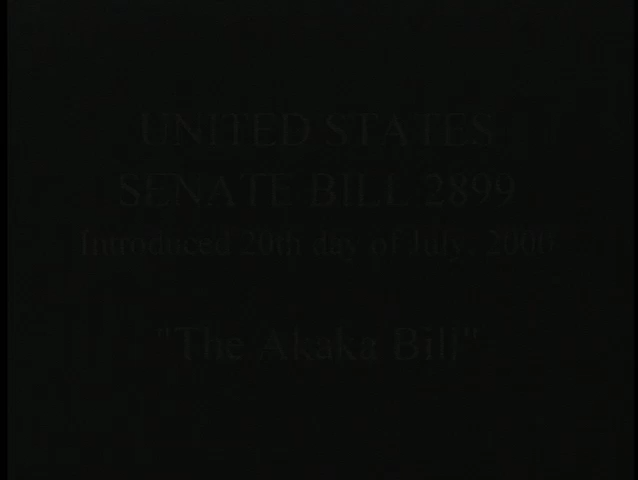 UNITED STATES
SENATE BILL 2899
Introduced 20th day of July, 2000
"The Akaka Bill"